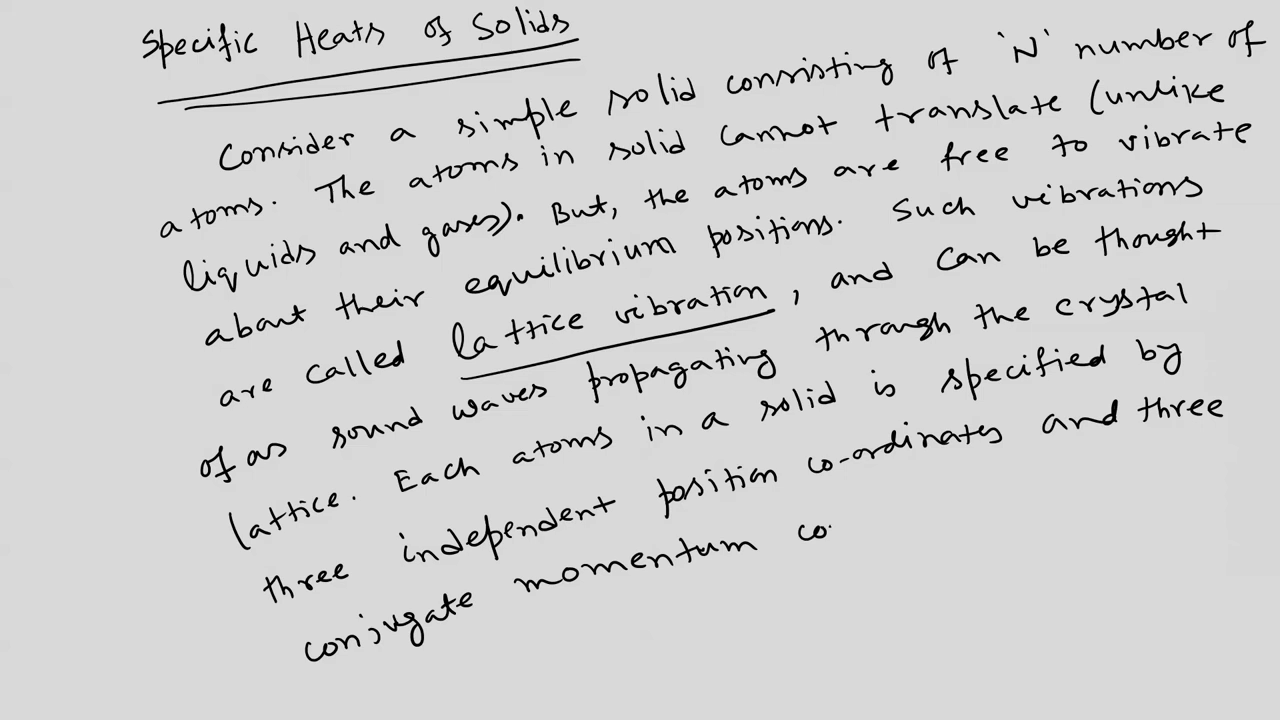 Specific Heats of Solids
Consider a simple solid consisting of 'N' number of
atoms. The atoms in solid cannot translate (unlike
liquids and gases). But, the atoms are free to vibrate
about their equilibrium positions. Such vibrations
are called lattice vibration, and can be thought
of as sound waves propagating through the crystal
lattice. Each atoms in a solid is specified by
three independent position co-ordinates and three
conjugate momentum co